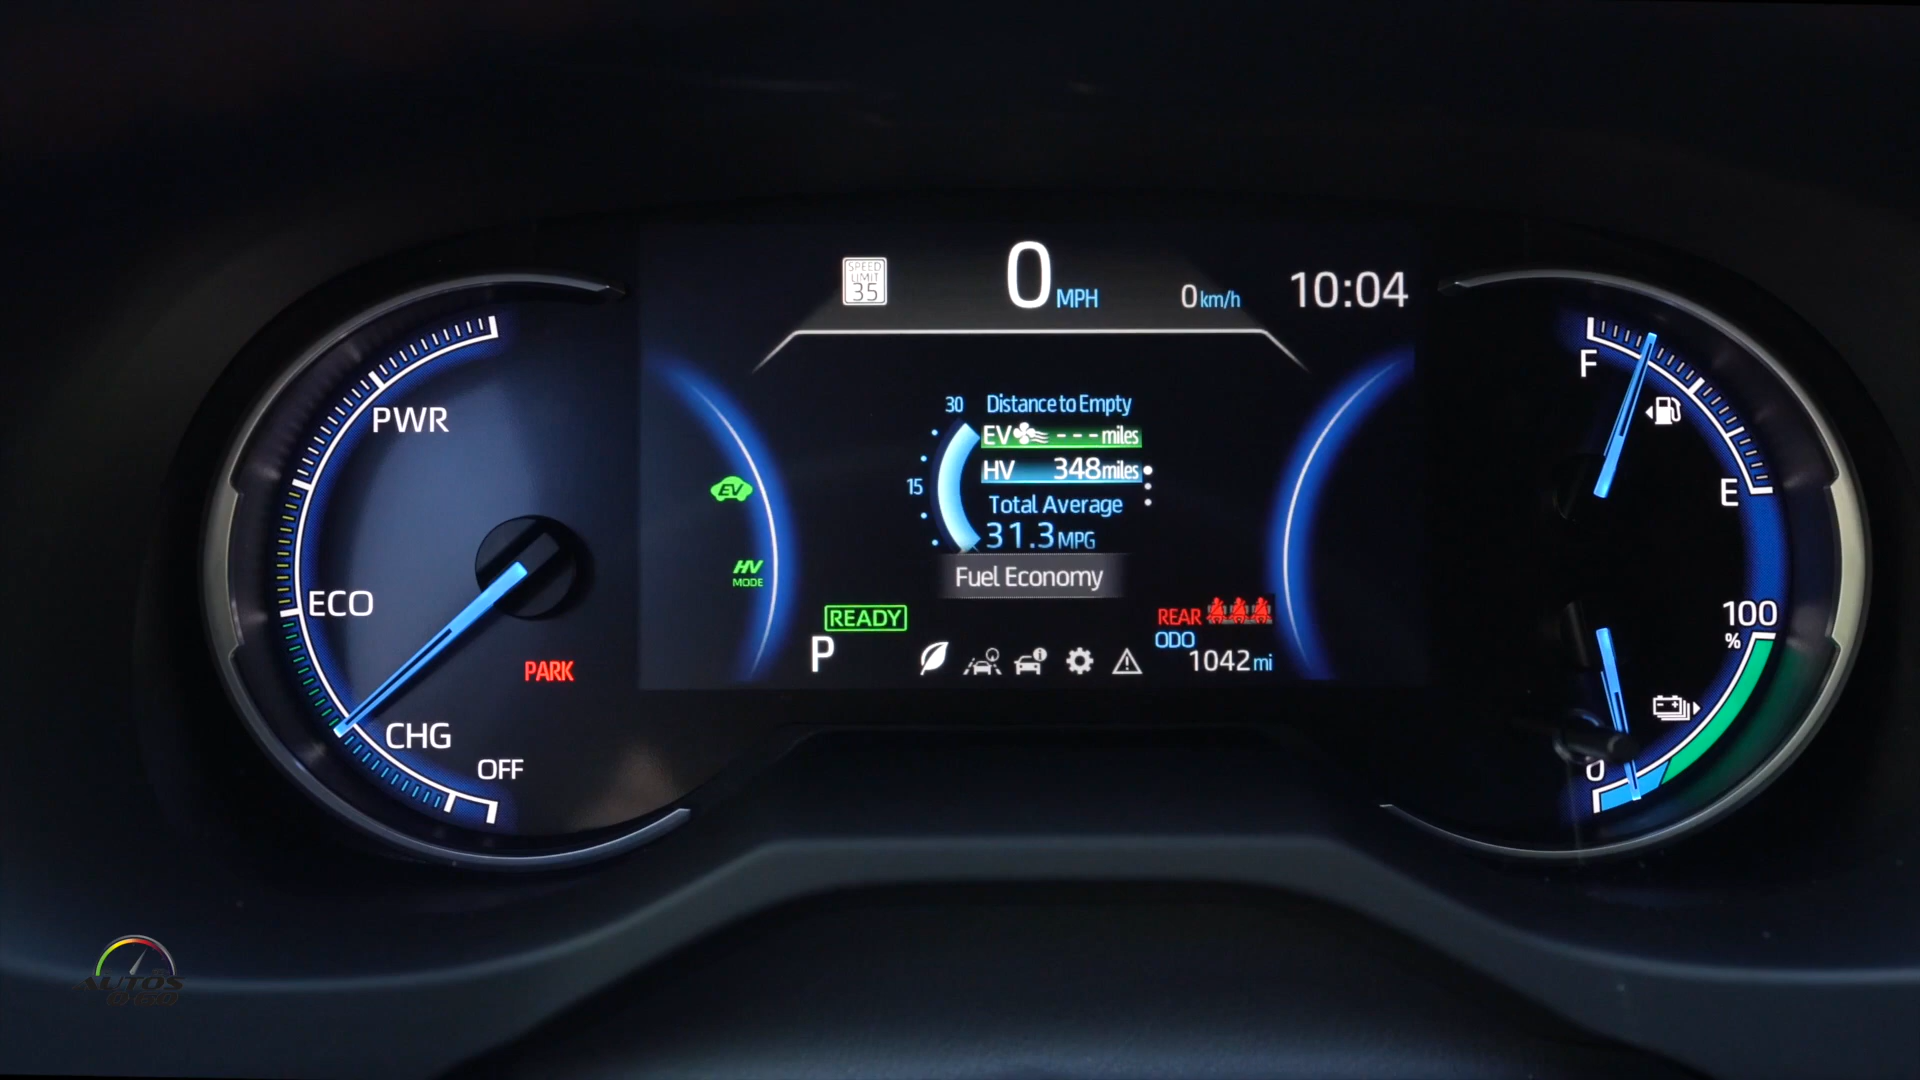 SPEED
LIMIT
35
0 MPH
0 km/h
10:04
PWR
ECO
CHG
OFF
PARK
EV
HV
MODE
READY
P
30
15
Distance to Empty
EV --- miles
HV 348 miles
Total Average
31.3 MPG
Fuel Economy
REAR
ODO
1042 mi
F
E
100
%
0
AUTOS